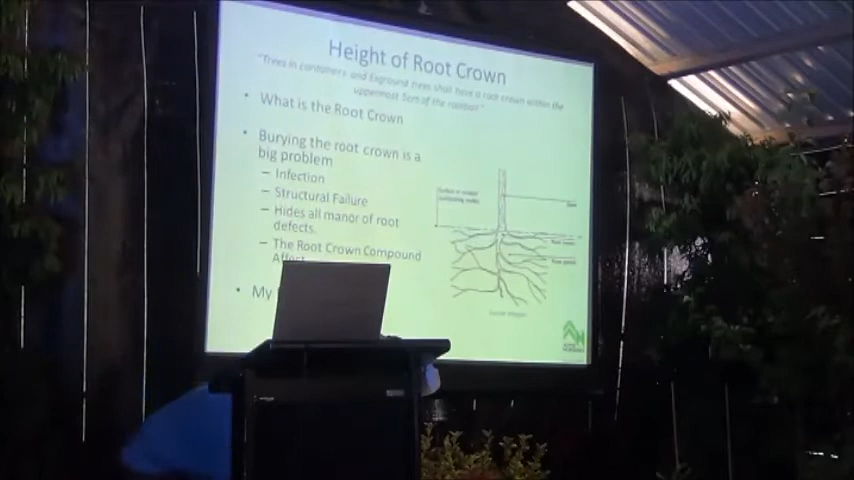 Height of Root Crown
"Trees in containers and Exground trees shall have a root crown within the
uppermost 5cm of the rootball"
• What is the Root Crown
• Burying the root crown is a
big problem
– Infection
– Structural Failure
– Hides all manor of root
defects.
– The Root Crown Compound
Affect
• My